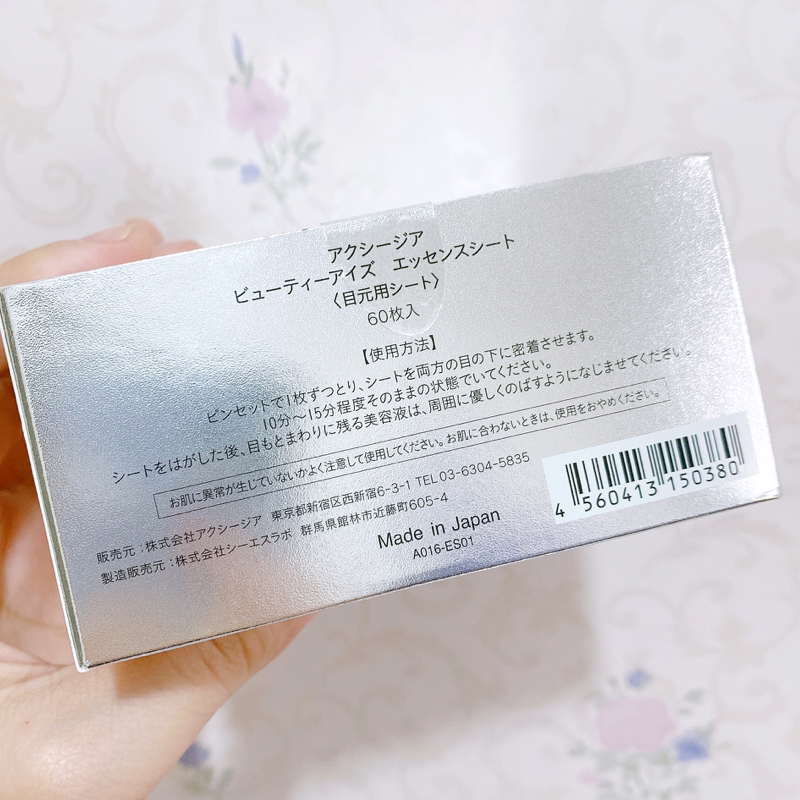 アクシージア
ビューティーアイズ エッセンスシート
〈目元用シート〉
60枚入
【使用方法】
ピンセットで1枚ずつとり、シートを両方の目の下に密着させます。
10分〜15分程度そのままの状態でいてください。
シートをはがした後、目もとまわりに残る美容液は、周囲に優しくのばすようになじませてください。
お肌に異常が生じていないかよく注意して使用してください。お肌に合わないときは、使用をおやめください。
販売元:株式会社アクシージア 東京都新宿区西新宿6-3-1 TEL 03-6304-5835
製造販売元:株式会社シーエスラボ 群馬県館林市近藤町605-4
Made in Japan
A016-ES01
4 560413 150380